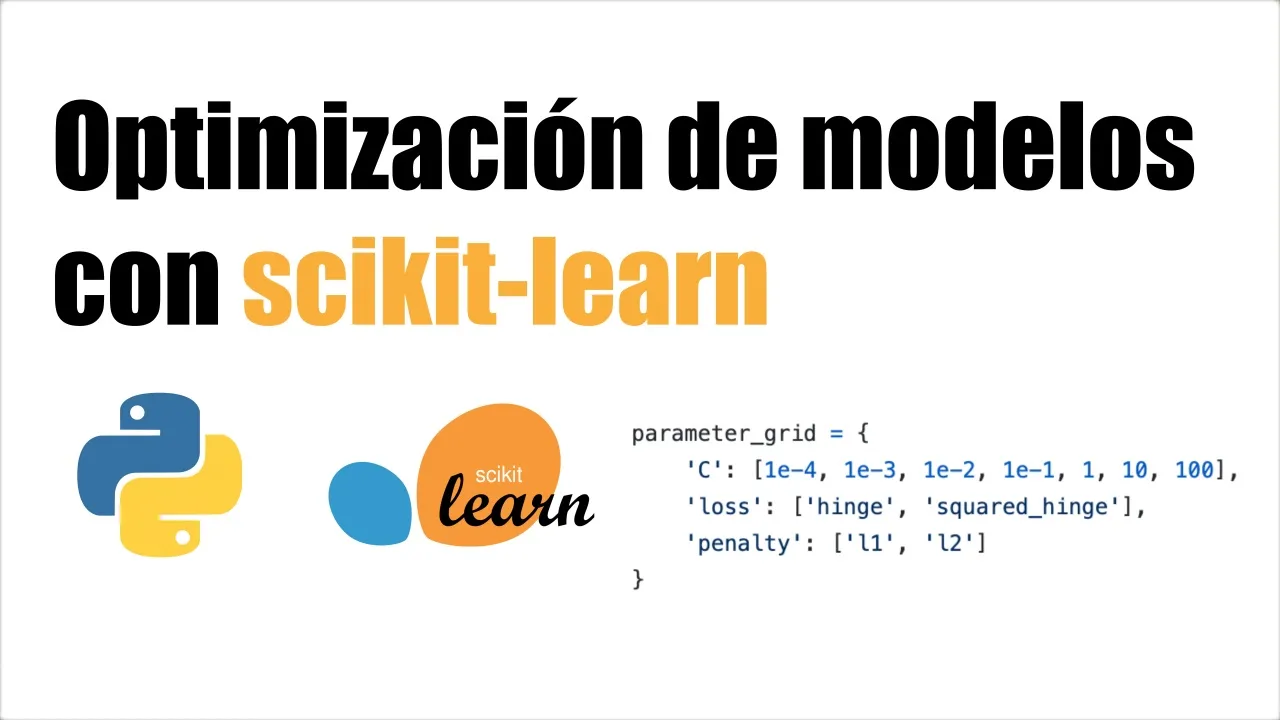 Optimización de modelos
con scikit-learn
scikit
learn
parameter_grid = {
    'C': [1e-4, 1e-3, 1e-2, 1e-1, 1, 10, 100],
    'loss': ['hinge', 'squared_hinge'],
    'penalty': ['l1', 'l2']
}